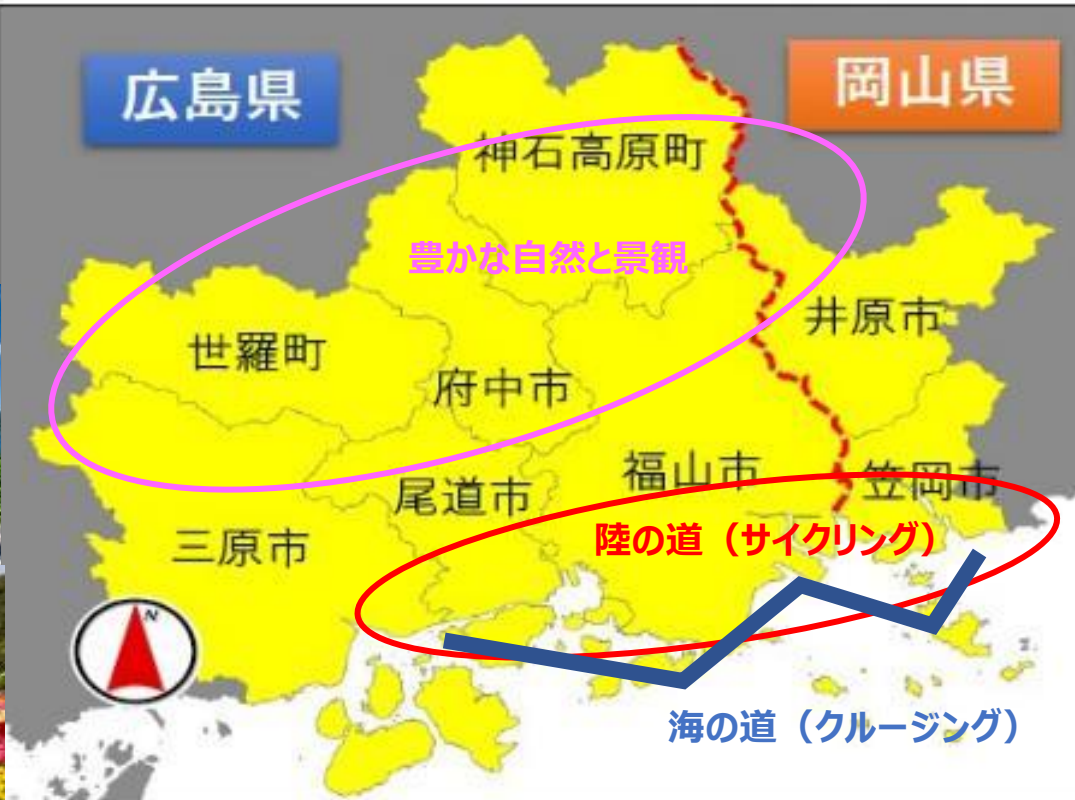 広島県
岡山県
神石高原町
豊かな自然と景観
井原市
世羅町
府中市
福山市
笠岡市
尾道市
陸の道（サイクリング）
三原市
N
海の道（クルージング）